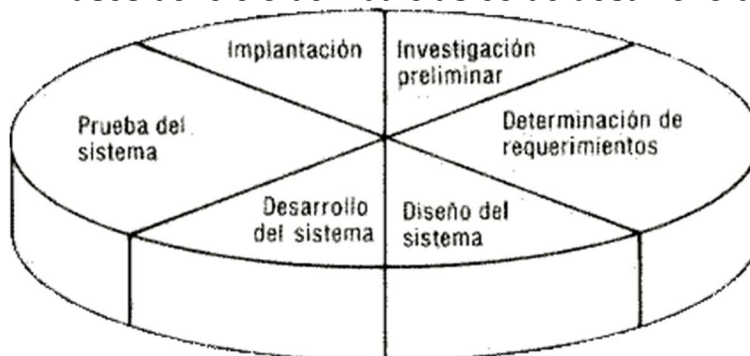 Implantación
Investigación
preliminar
Prueba del
sistema
Determinación de
requerimientos
Desarrollo
del sistema
Diseño del
sistema